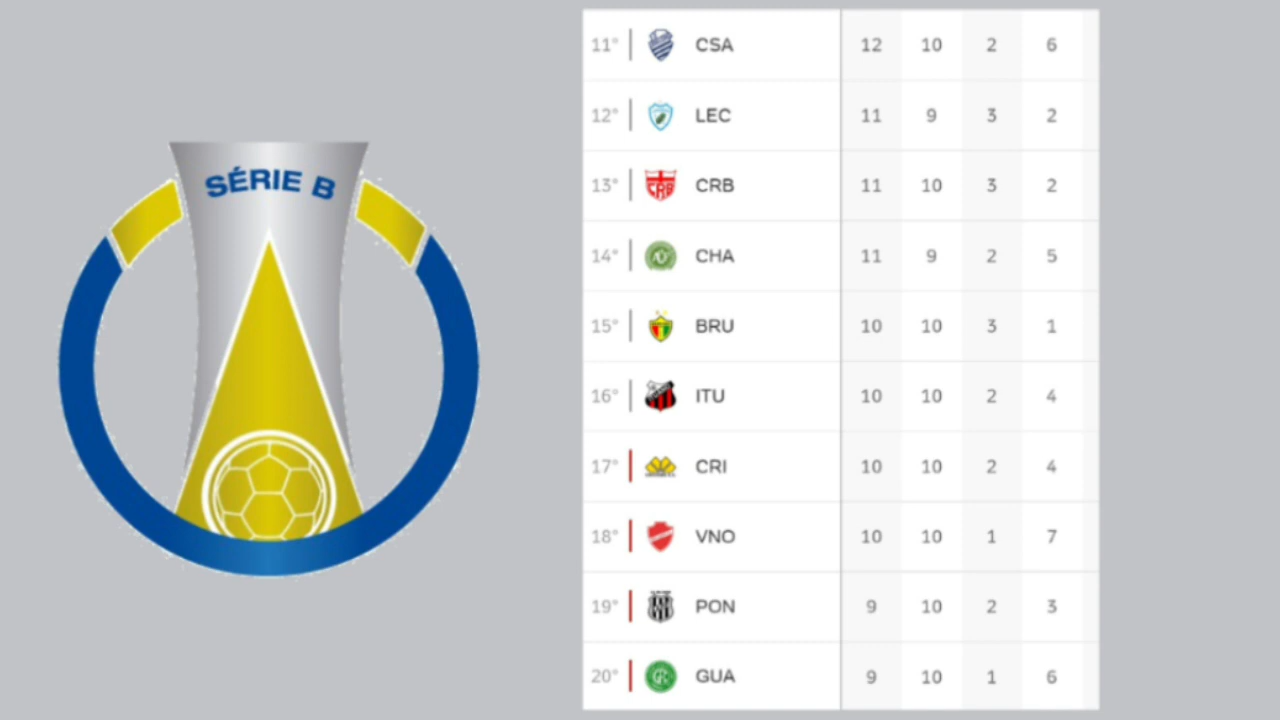 SÉRIE B
11° CSA 12 10 2 6
12° LEC 11 9 3 2
13° CRB 11 10 3 2
14° CHA 11 9 2 5
15° BRU 10 10 3 1
16° ITU 10 10 2 4
17° CRI 10 10 2 4
18° VNO 10 10 1 7
19° PON 9 10 2 3
20° GUA 9 10 1 6